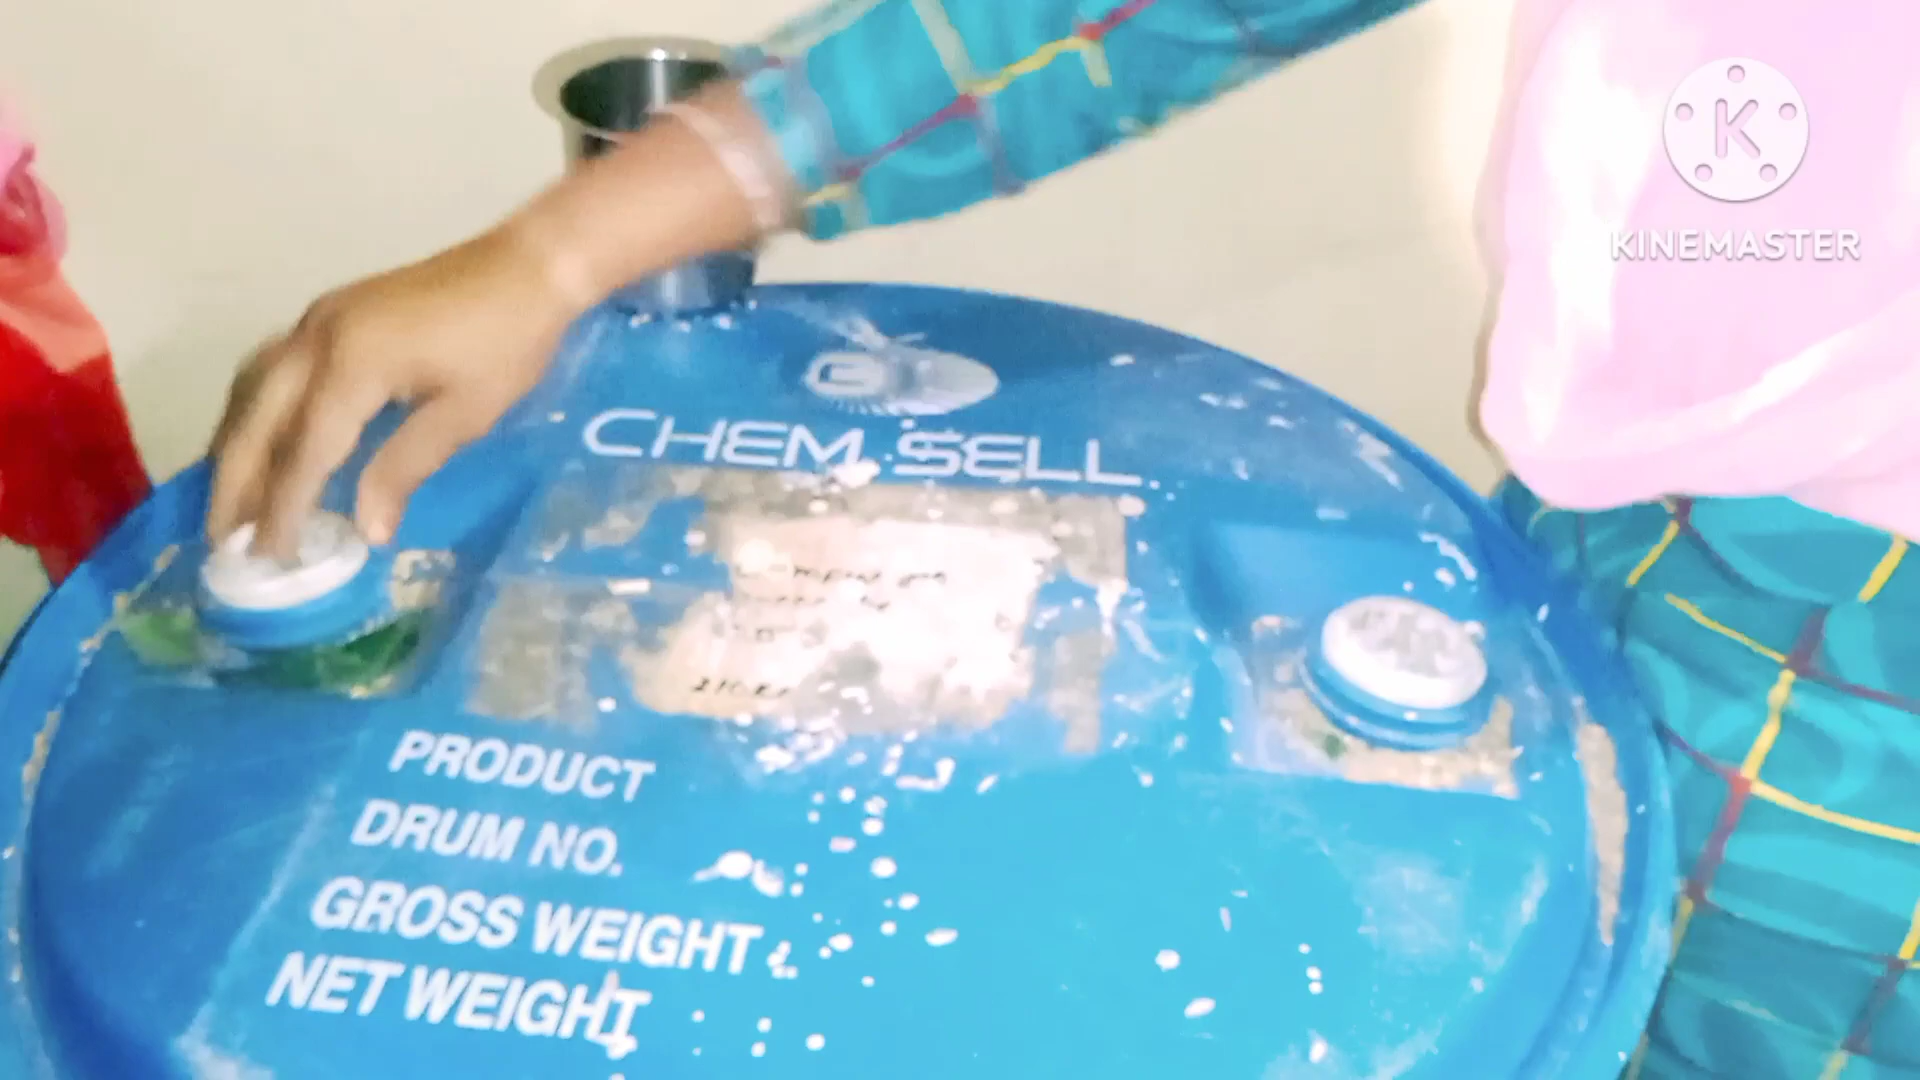 K
KINEMASTER
CHEM SELL
PRODUCT
DRUM NO.
GROSS WEIGHT
NET WEIGHT